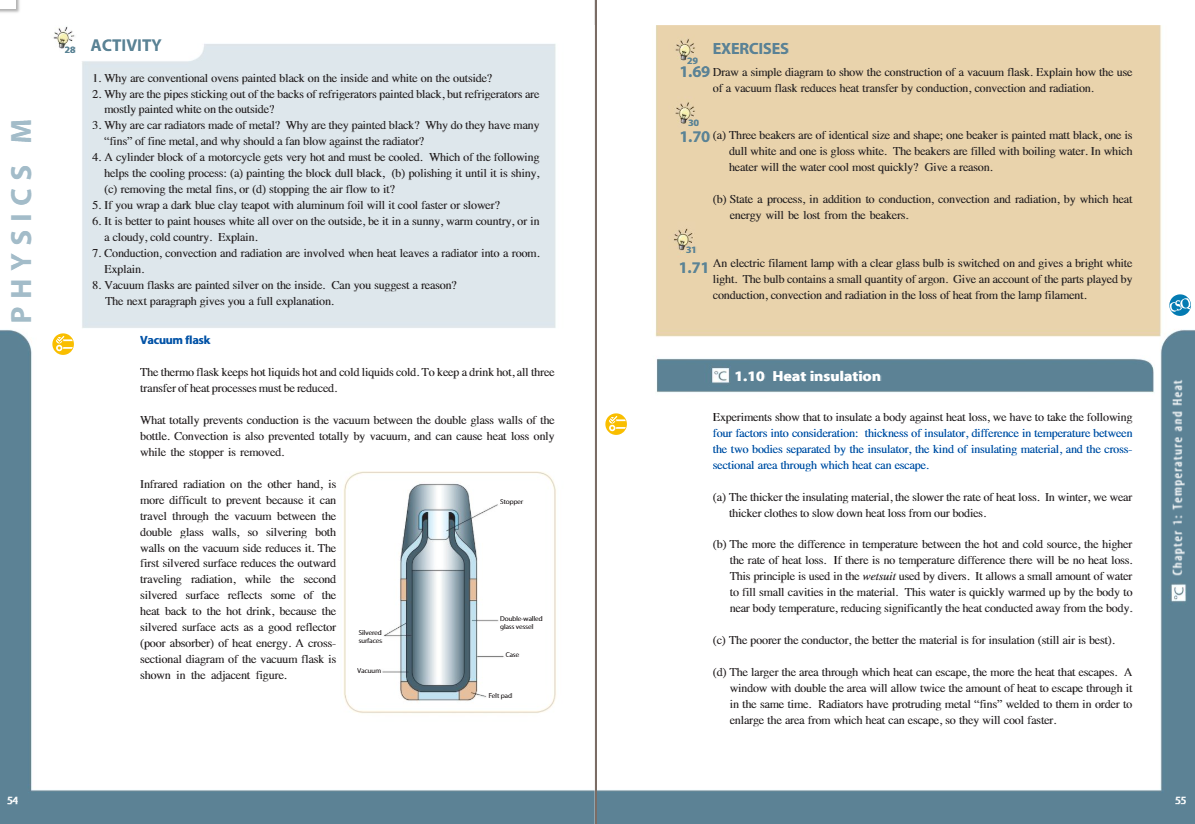 PHYSICS M
28 ACTIVITY
1. Why are conventional ovens painted black on the inside and white on the outside?
2. Why are the pipes sticking out of the backs of refrigerators painted black, but refrigerators are
mostly painted white on the outside?
3. Why are car radiators made of metal? Why are they painted black? Why do they have many
“fins” of fine metal, and why should a fan blow against the radiator?
4. A cylinder block of a motorcycle gets very hot and must be cooled. Which of the following
helps the cooling process: (a) painting the block dull black, (b) polishing it until it is shiny,
(c) removing the metal fins, or (d) stopping the air flow to it?
5. If you wrap a dark blue clay teapot with aluminum foil will it cool faster or slower?
6. It is better to paint houses white all over on the outside, be it in a sunny, warm country, or in
a cloudy, cold country. Explain.
7. Conduction, convection and radiation are involved when heat leaves a radiator into a room.
Explain.
8. Vacuum flasks are painted silver on the inside. Can you suggest a reason?
The next paragraph gives you a full explanation.
Vacuum flask
The thermo flask keeps hot liquids hot and cold liquids cold. To keep a drink hot, all three
transfer of heat processes must be reduced.
What totally prevents conduction is the vacuum between the double glass walls of the
bottle. Convection is also prevented totally by vacuum, and can cause heat loss only
while the stopper is removed.
Infrared radiation on the other hand, is
more difficult to prevent because it can
travel through the vacuum between the
double glass walls, so silvering both
walls on the vacuum side reduces it. The
first silvered surface reduces the outward
traveling radiation, while the second
silvered surface reflects some of the
heat back to the hot drink, because the
silvered surface acts as a good reflector
(poor absorber) of heat energy. A cross-
sectional diagram of the vacuum flask is
shown in the adjacent figure.
Stopper
Double-walled
glass vessel
Silvered
surfaces
Case
Vacuum
Felt pad
54
29 EXERCISES
1.69 Draw a simple diagram to show the construction of a vacuum flask. Explain how the use
of a vacuum flask reduces heat transfer by conduction, convection and radiation.
30
1.70 (a) Three beakers are of identical size and shape; one beaker is painted matt black, one is
dull white and one is gloss white. The beakers are filled with boiling water. In which
heater will the water cool most quickly? Give a reason.
(b) State a process, in addition to conduction, convection and radiation, by which heat
energy will be lost from the beakers.
31
1.71 An electric filament lamp with a clear glass bulb is switched on and gives a bright white
light. The bulb contains a small quantity of argon. Give an account of the parts played by
conduction, convection and radiation in the loss of heat from the lamp filament.
°C 1.10 Heat insulation
Experiments show that to insulate a body against heat loss, we have to take the following
four factors into consideration: thickness of insulator, difference in temperature between
the two bodies separated by the insulator, the kind of insulating material, and the cross-
sectional area through which heat can escape.
(a) The thicker the insulating material, the slower the rate of heat loss. In winter, we wear
thicker clothes to slow down heat loss from our bodies.
(b) The more the difference in temperature between the hot and cold source, the higher
the rate of heat loss. If there is no temperature difference there will be no heat loss.
This principle is used in the wetsuit used by divers. It allows a small amount of water
to fill small cavities in the material. This water is quickly warmed up by the body to
near body temperature, reducing significantly the heat conducted away from the body.
(c) The poorer the conductor, the better the material is for insulation (still air is best).
(d) The larger the area through which heat can escape, the more the heat that escapes. A
window with double the area will allow twice the amount of heat to escape through it
in the same time. Radiators have protruding metal “fins” welded to them in order to
enlarge the area from which heat can escape, so they will cool faster.
CSQ
°C Chapter 1: Temperature and Heat
55